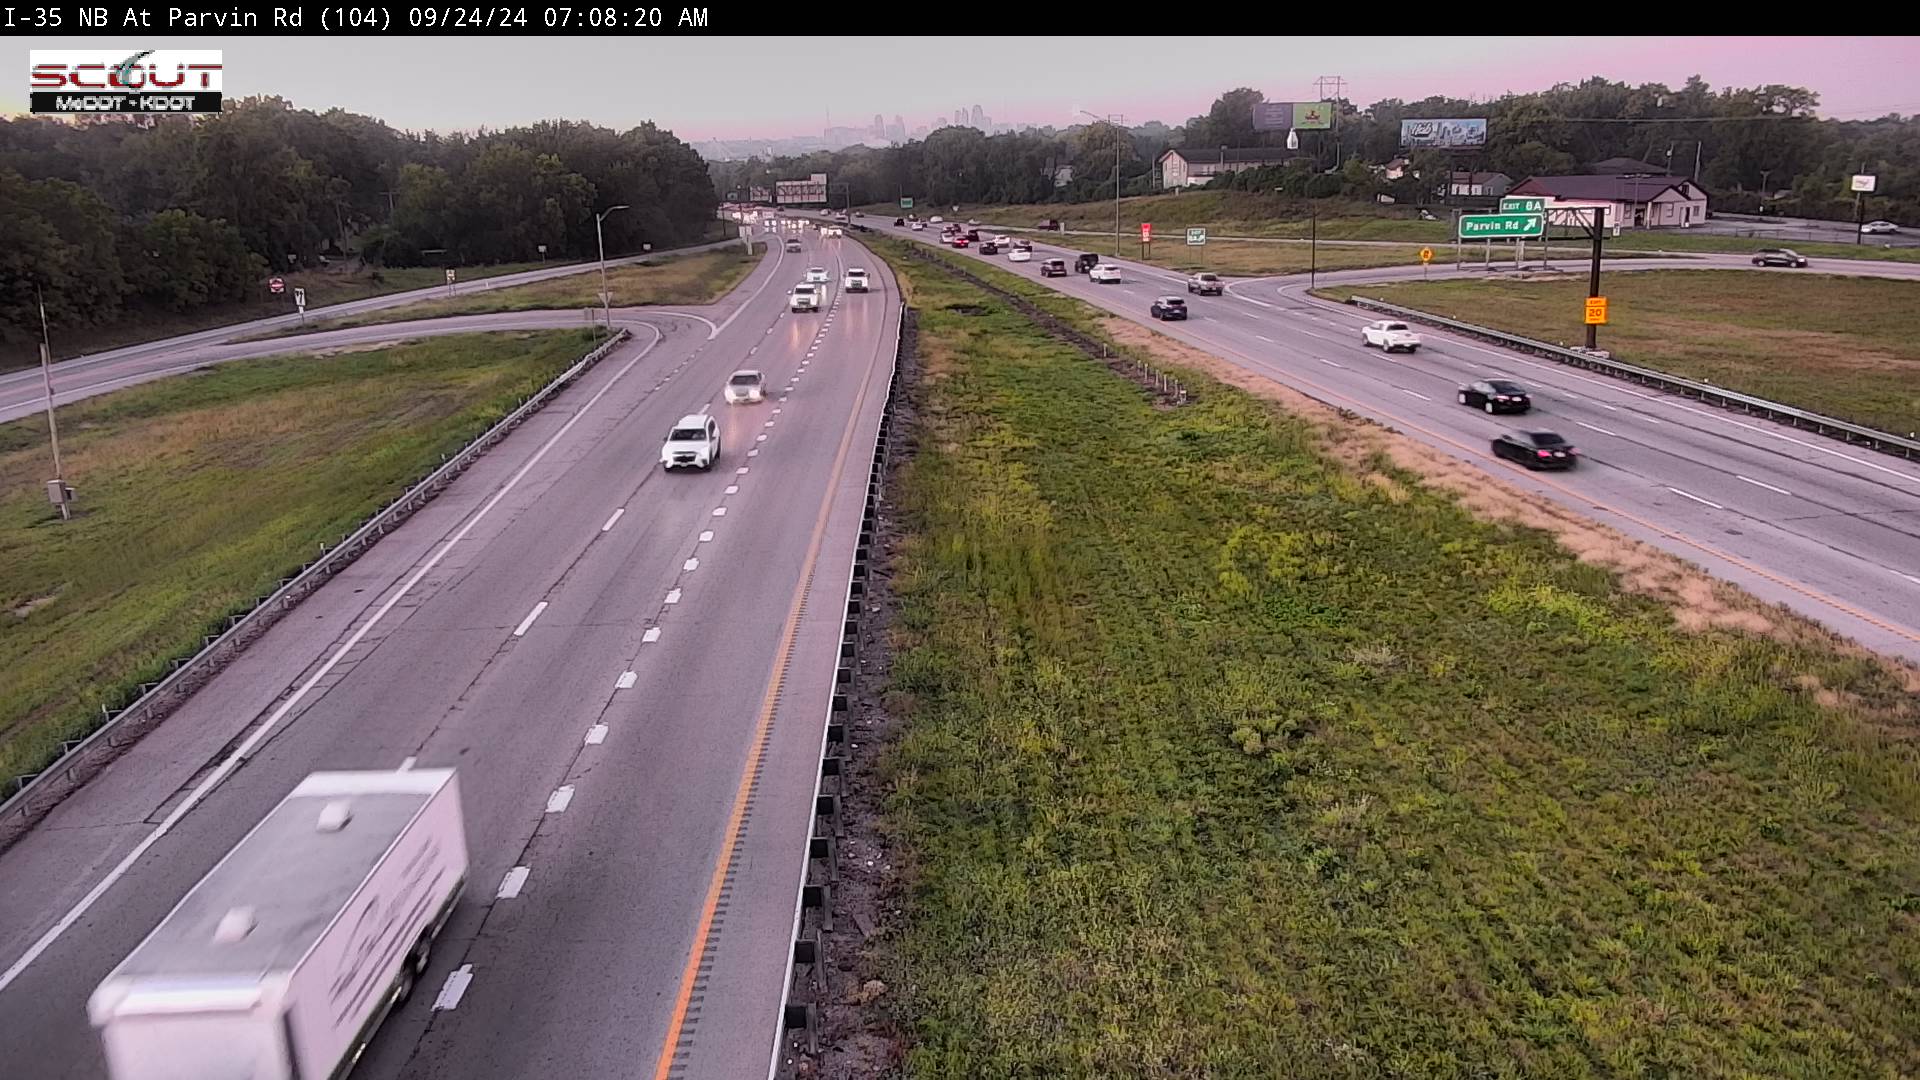 I-35 NB At Parvin Rd (104) 09/24/24 07:08:20 AM
SCOUT
MoDOT - KDOT
EXIT 8A
Parvin Rd
20